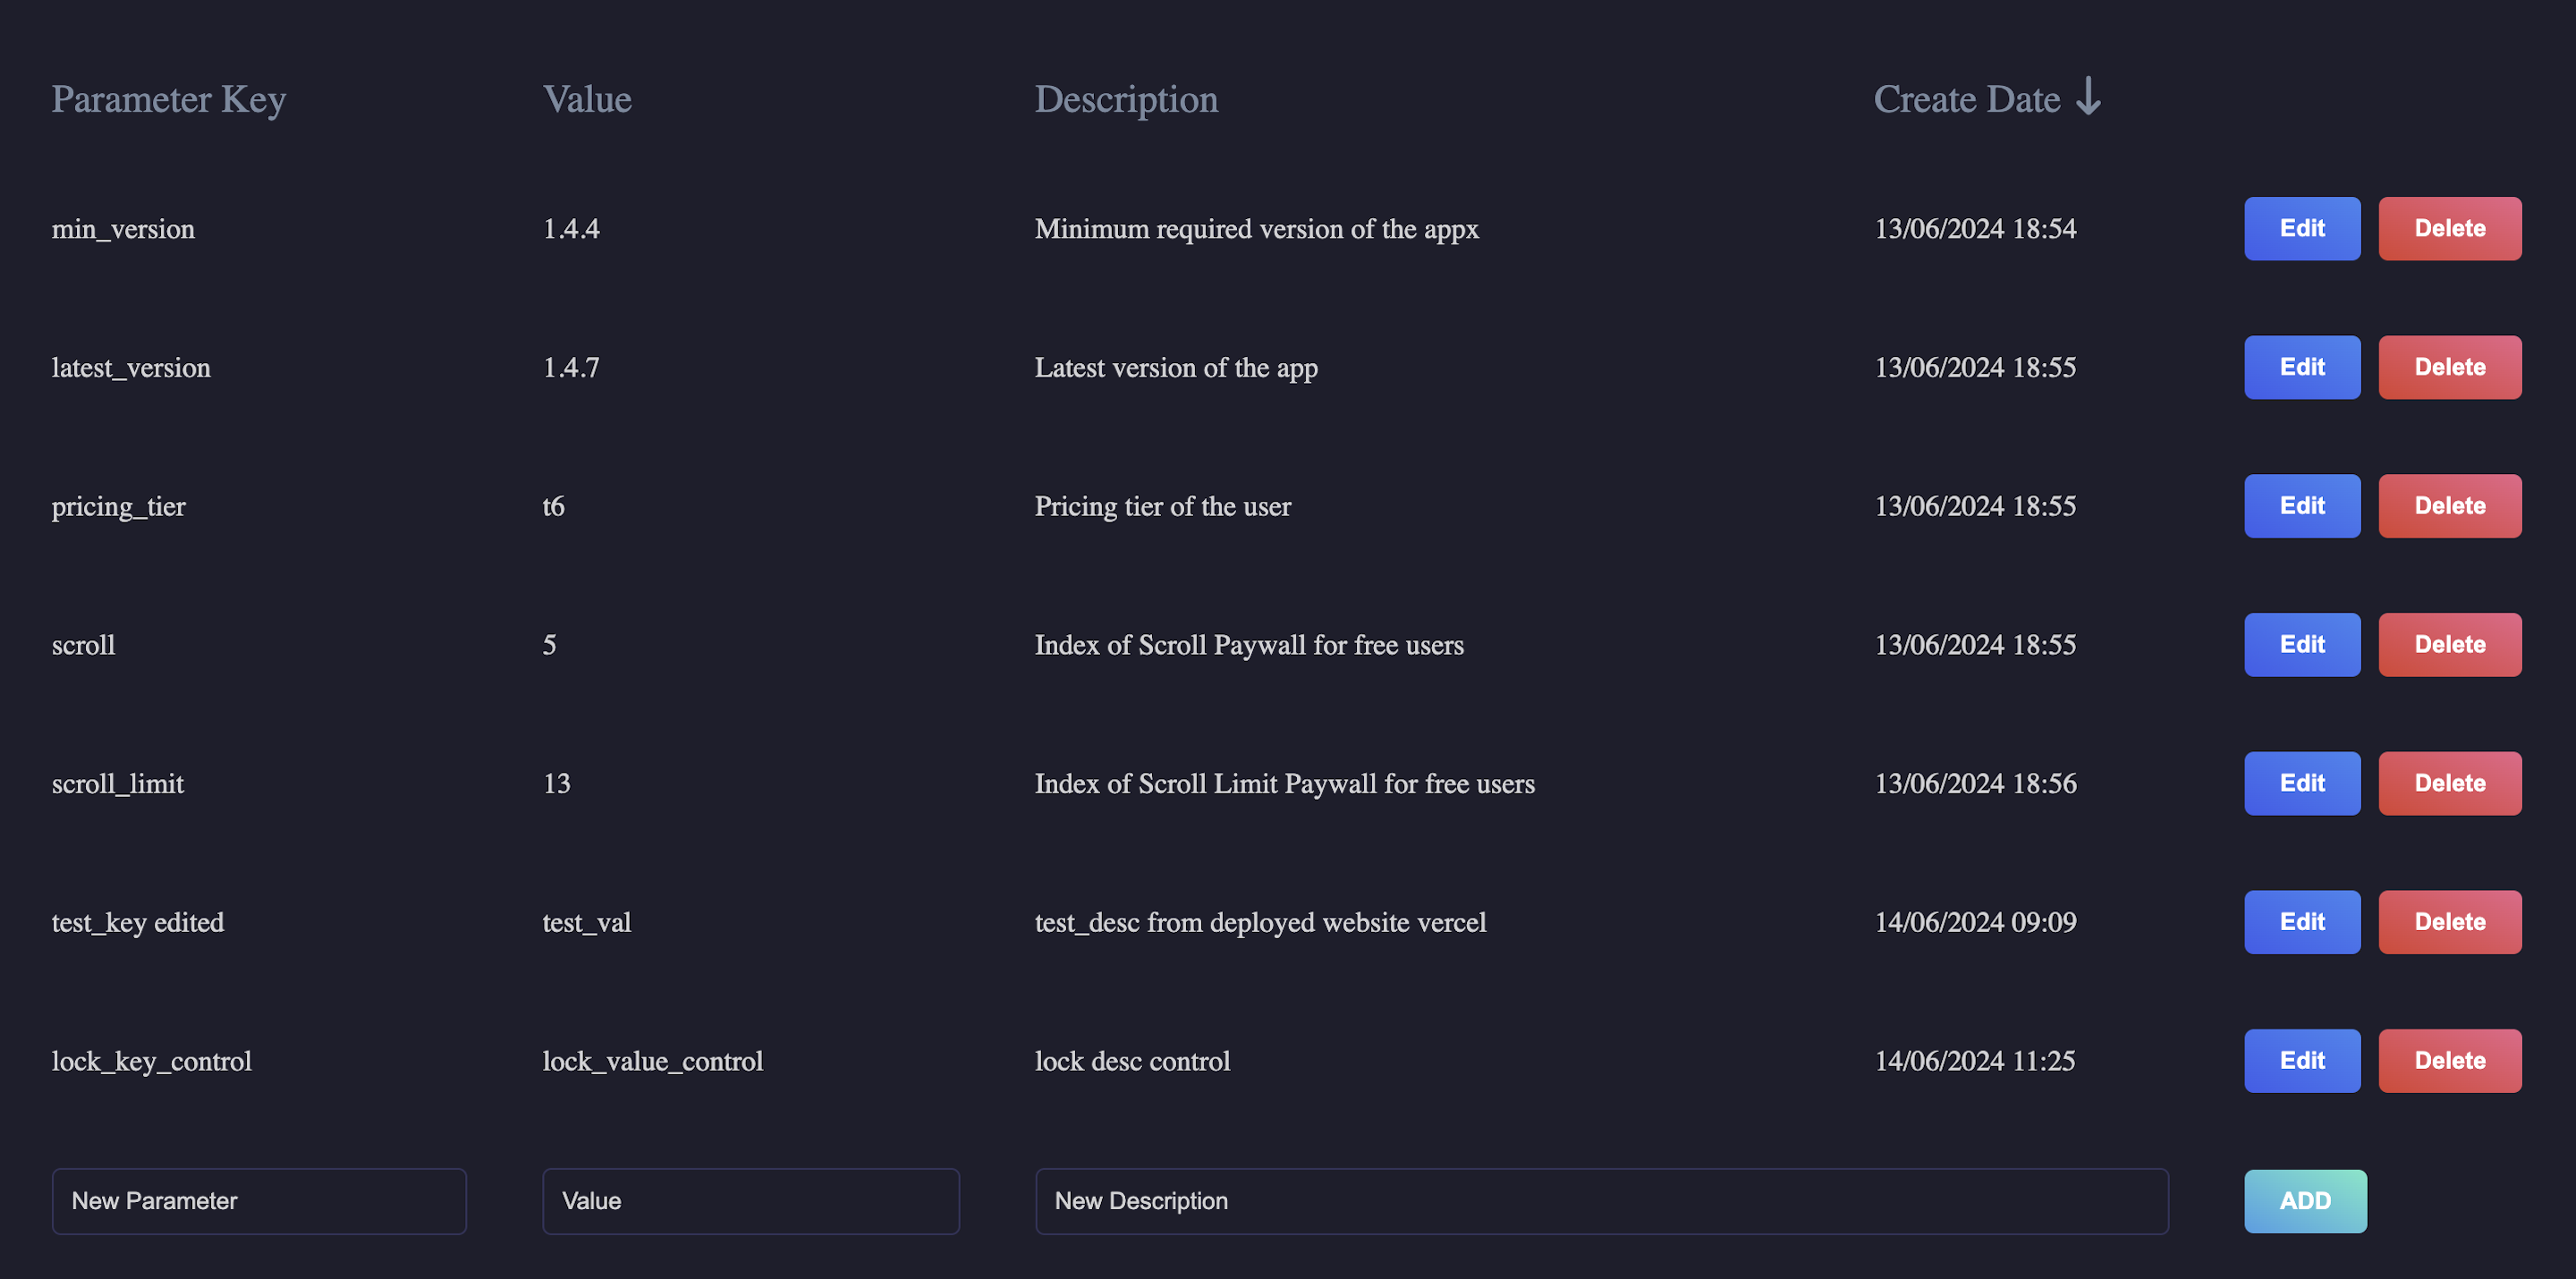 Parameter Key Value Description Create Date ↓
min_version 1.4.4 Minimum required version of the appx 13/06/2024 18:54 Edit Delete
latest_version 1.4.7 Latest version of the app 13/06/2024 18:55 Edit Delete
pricing_tier t6 Pricing tier of the user 13/06/2024 18:55 Edit Delete
scroll 5 Index of Scroll Paywall for free users 13/06/2024 18:55 Edit Delete
scroll_limit 13 Index of Scroll Limit Paywall for free users 13/06/2024 18:56 Edit Delete
test_key edited test_val test_desc from deployed website vercel 14/06/2024 09:09 Edit Delete
lock_key_control lock_value_control lock desc control 14/06/2024 11:25 Edit Delete
New Parameter Value New Description ADD